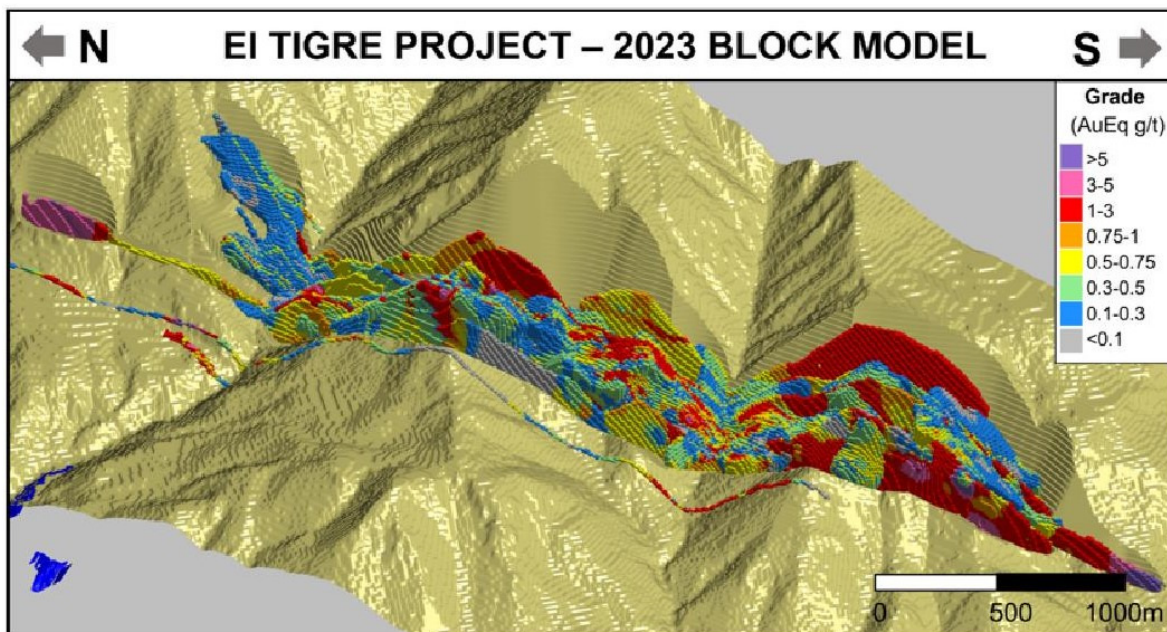 N EI TIGRE PROJECT – 2023 BLOCK MODEL S
Grade
(AuEq g/t)
>5
3-5
1-3
0.75-1
0.5-0.75
0.3-0.5
0.1-0.3
<0.1
0 500 1000m